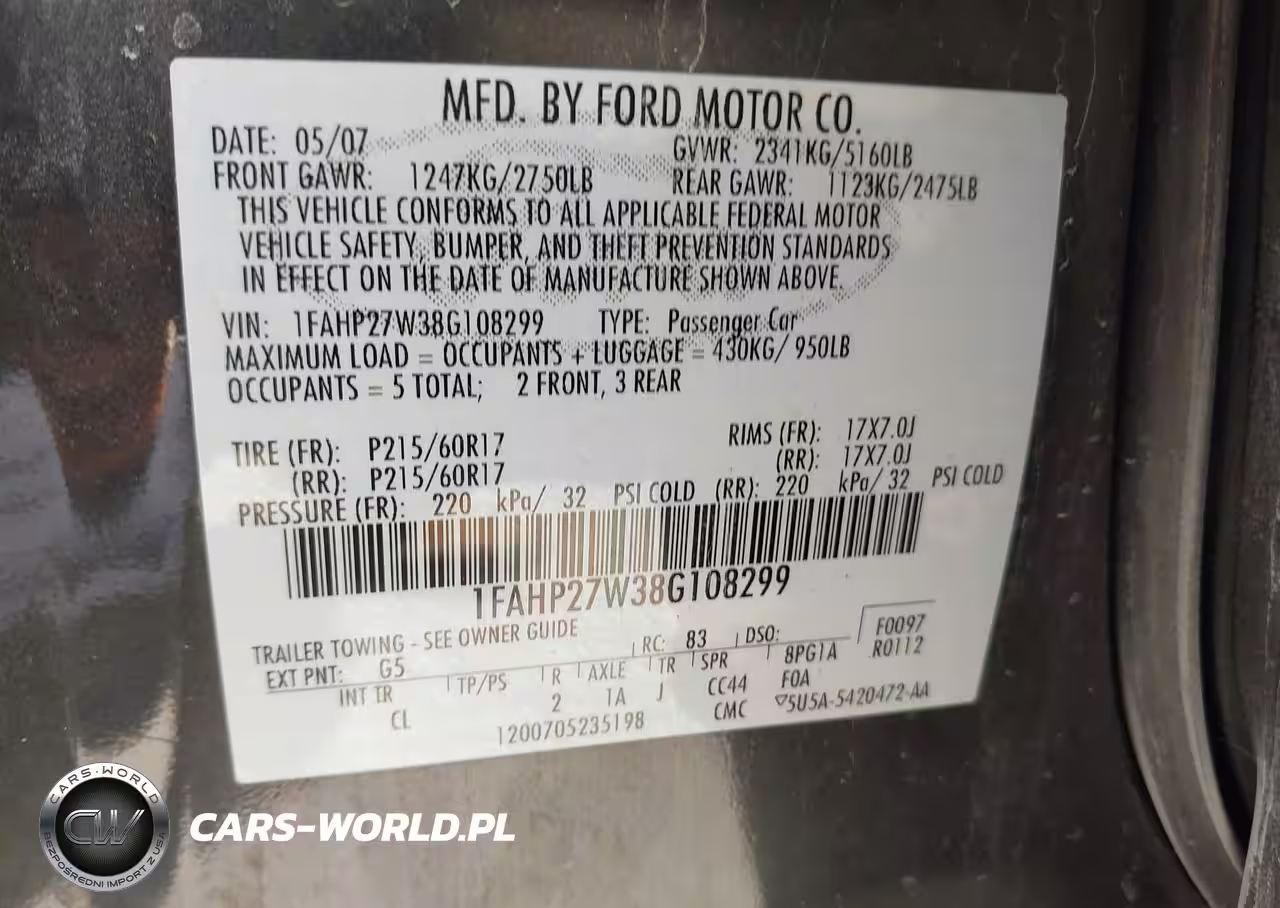 MFD. BY FORD MOTOR CO.
DATE: 05/07 GVWR: 2341KG/5160LB
FRONT GAWR: 1247KG/2750LB REAR GAWR: 1123KG/2475LB
THIS VEHICLE CONFORMS TO ALL APPLICABLE FEDERAL MOTOR
VEHICLE SAFETY, BUMPER, AND THEFT PREVENTION STANDARDS
IN EFFECT ON THE DATE OF MANUFACTURE SHOWN ABOVE.
VIN: 1FAHP27W38G108299 TYPE: Passenger Car
MAXIMUM LOAD = OCCUPANTS + LUGGAGE = 430KG/ 950LB
OCCUPANTS = 5 TOTAL; 2 FRONT, 3 REAR
TIRE (FR): P215/60R17 RIMS (FR): 17X7.0J
(RR): P215/60R17 (RR): 17X7.0J
PRESSURE (FR): 220 kPa/ 32 PSI COLD (RR): 220 kPa/ 32 PSI COLD
1FAHP27W38G108299
TRAILER TOWING - SEE OWNER GUIDE RC: 83 DSO: F0097
EXT PNT: G5 8PG1A R0112
INT TR TP/PS R AXLE TR SPR F0A
CL 2 1A J CC44 5U5A-5420472-AA
1200705235198 CMC
CARS-WORLD
CW
BEZPOŚREDNI IMPORT Z USA
CARS-WORLD.PL